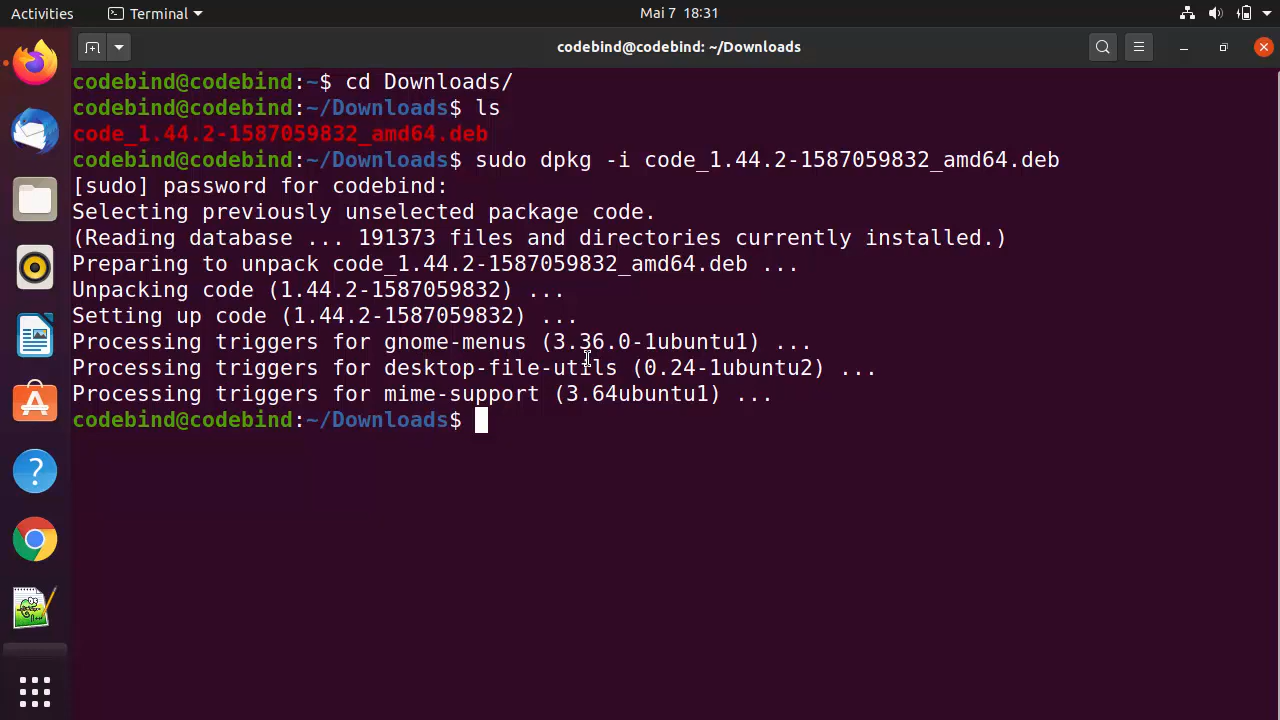 Activities
Terminal
Mai 7 18:31
codebind@codebind: ~/Downloads
codebind@codebind:~$ cd Downloads/
codebind@codebind:~/Downloads$ ls
code_1.44.2-1587059832_amd64.deb
codebind@codebind:~/Downloads$ sudo dpkg -i code_1.44.2-1587059832_amd64.deb
[sudo] password for codebind:
Selecting previously unselected package code.
(Reading database ... 191373 files and directories currently installed.)
Preparing to unpack code_1.44.2-1587059832_amd64.deb ...
Unpacking code (1.44.2-1587059832) ...
Setting up code (1.44.2-1587059832) ...
Processing triggers for gnome-menus (3.36.0-1ubuntu1) ...
Processing triggers for desktop-file-utils (0.24-1ubuntu2) ...
Processing triggers for mime-support (3.64ubuntu1) ...
codebind@codebind:~/Downloads$